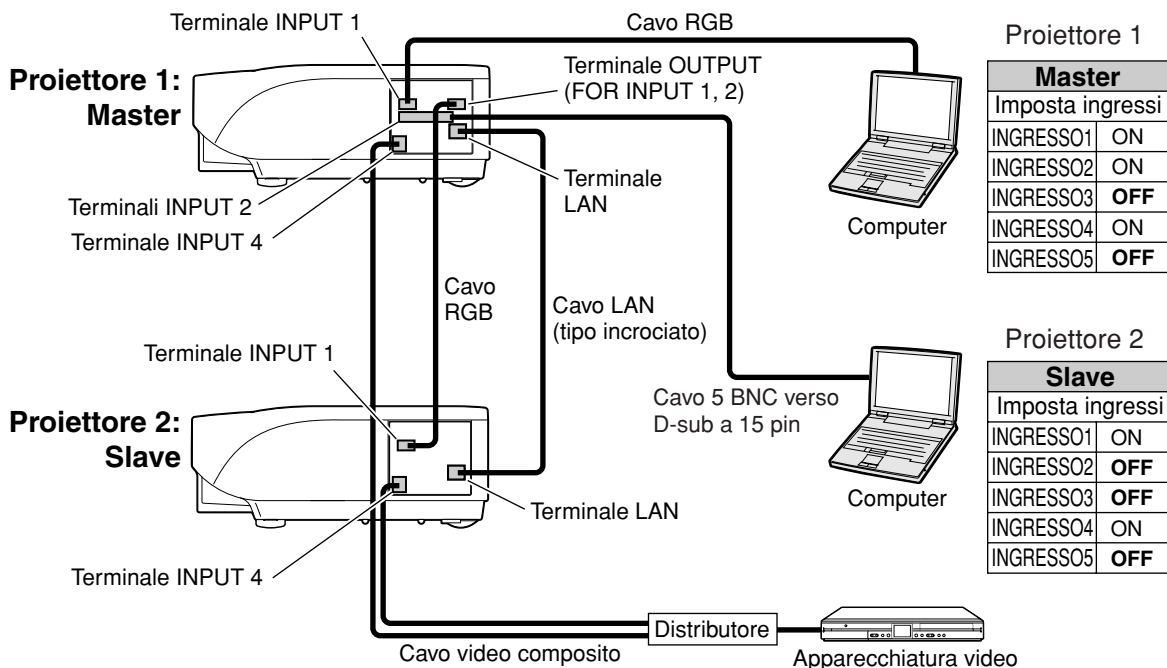 Terminale INPUT 1
Cavo RGB
Proiettore 1:
Master
Terminale OUTPUT
(FOR INPUT 1, 2)
Terminali INPUT 2
Terminale INPUT 4
Terminale
LAN
Computer
Proiettore 1
Master
Imposta ingressi
INGRESSO1 ON
INGRESSO2 ON
INGRESSO3 OFF
INGRESSO4 ON
INGRESSO5 OFF
Cavo
RGB
Cavo LAN
(tipo incrociato)
Terminale INPUT 1
Proiettore 2:
Slave
Cavo 5 BNC verso
D-sub a 15 pin
Computer
Terminale LAN
Terminale INPUT 4
Proiettore 2
Slave
Imposta ingressi
INGRESSO1 ON
INGRESSO2 OFF
INGRESSO3 OFF
INGRESSO4 ON
INGRESSO5 OFF
Distributore
Cavo video composito
Apparecchiatura video